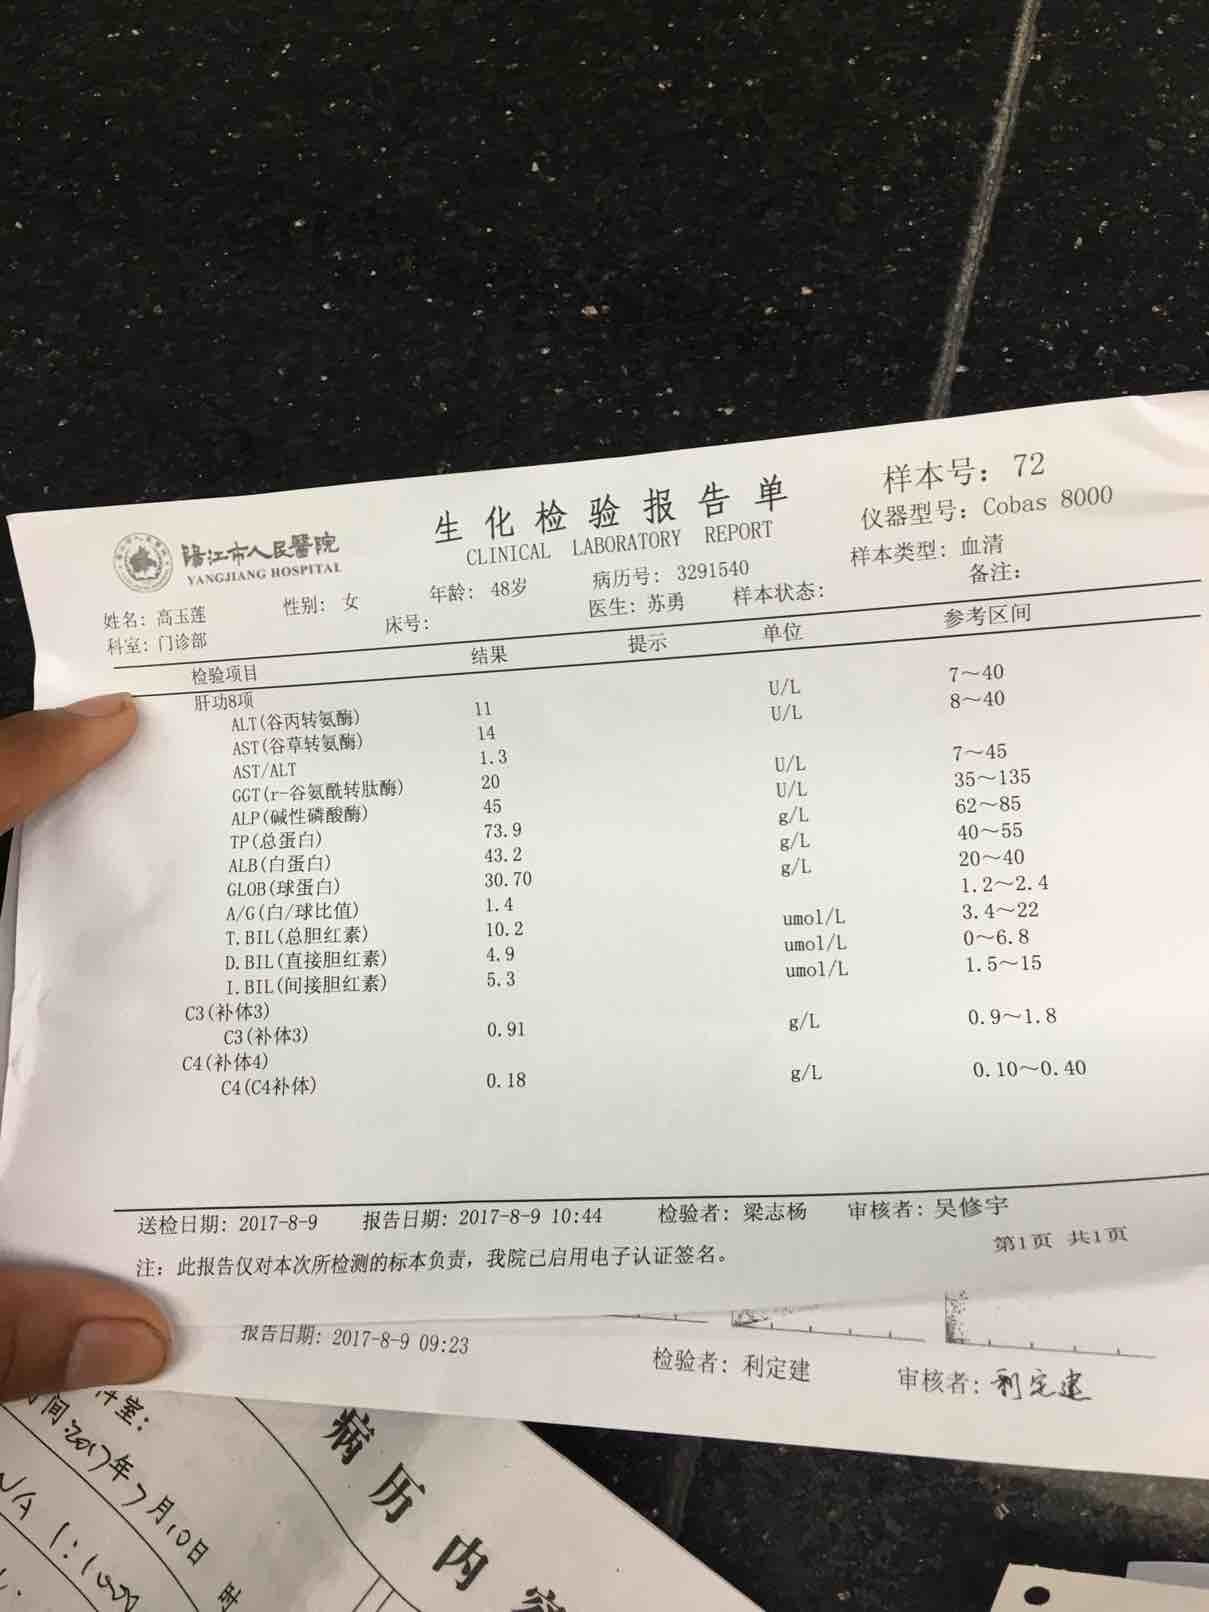 生化检验报告单
CLINICAL LABORATORY REPORT
样本号: 72
仪器型号: Cobas 8000
阳江市人民醫院
YANGJIANG HOSPITAL
姓名: 高玉莲 性别: 女 年龄: 48岁 病历号: 3291540 样本类型: 血清
科室: 门诊部 床号: 医生: 苏勇 样本状态: 备注:
检验项目 结果 提示 单位 参考区间
肝功8项
ALT(谷丙转氨酶) 11 U/L 7~40
AST(谷草转氨酶) 14 U/L 8~40
AST/ALT 1.3
GGT(r-谷氨酰转肽酶) 20 U/L 7~45
ALP(碱性磷酸酶) 45 U/L 35~135
TP(总蛋白) 73.9 g/L 62~85
ALB(白蛋白) 43.2 g/L 40~55
GLOB(球蛋白) 30.70 g/L 20~40
A/G(白/球比值) 1.4 1.2~2.4
T.BIL(总胆红素) 10.2 umol/L 3.4~22
D.BIL(直接胆红素) 4.9 umol/L 0~6.8
I.BIL(间接胆红素) 5.3 umol/L 1.5~15
C3(补体3)
C3(补体3) 0.91 g/L 0.9~1.8
C4(补体4)
C4(C4补体) 0.18 g/L 0.10~0.40
送检日期: 2017-8-9 报告日期: 2017-8-9 10:44 检验者: 梁志杨 审核者: 吴修宇
注: 此报告仅对本次所检测的标本负责, 我院已启用电子认证签名。
第1页 共1页
报告日期: 2017-8-9 09:23 检验者: 利定建 审核者: 利定建
室:
间:2017年7月10日
病历内容